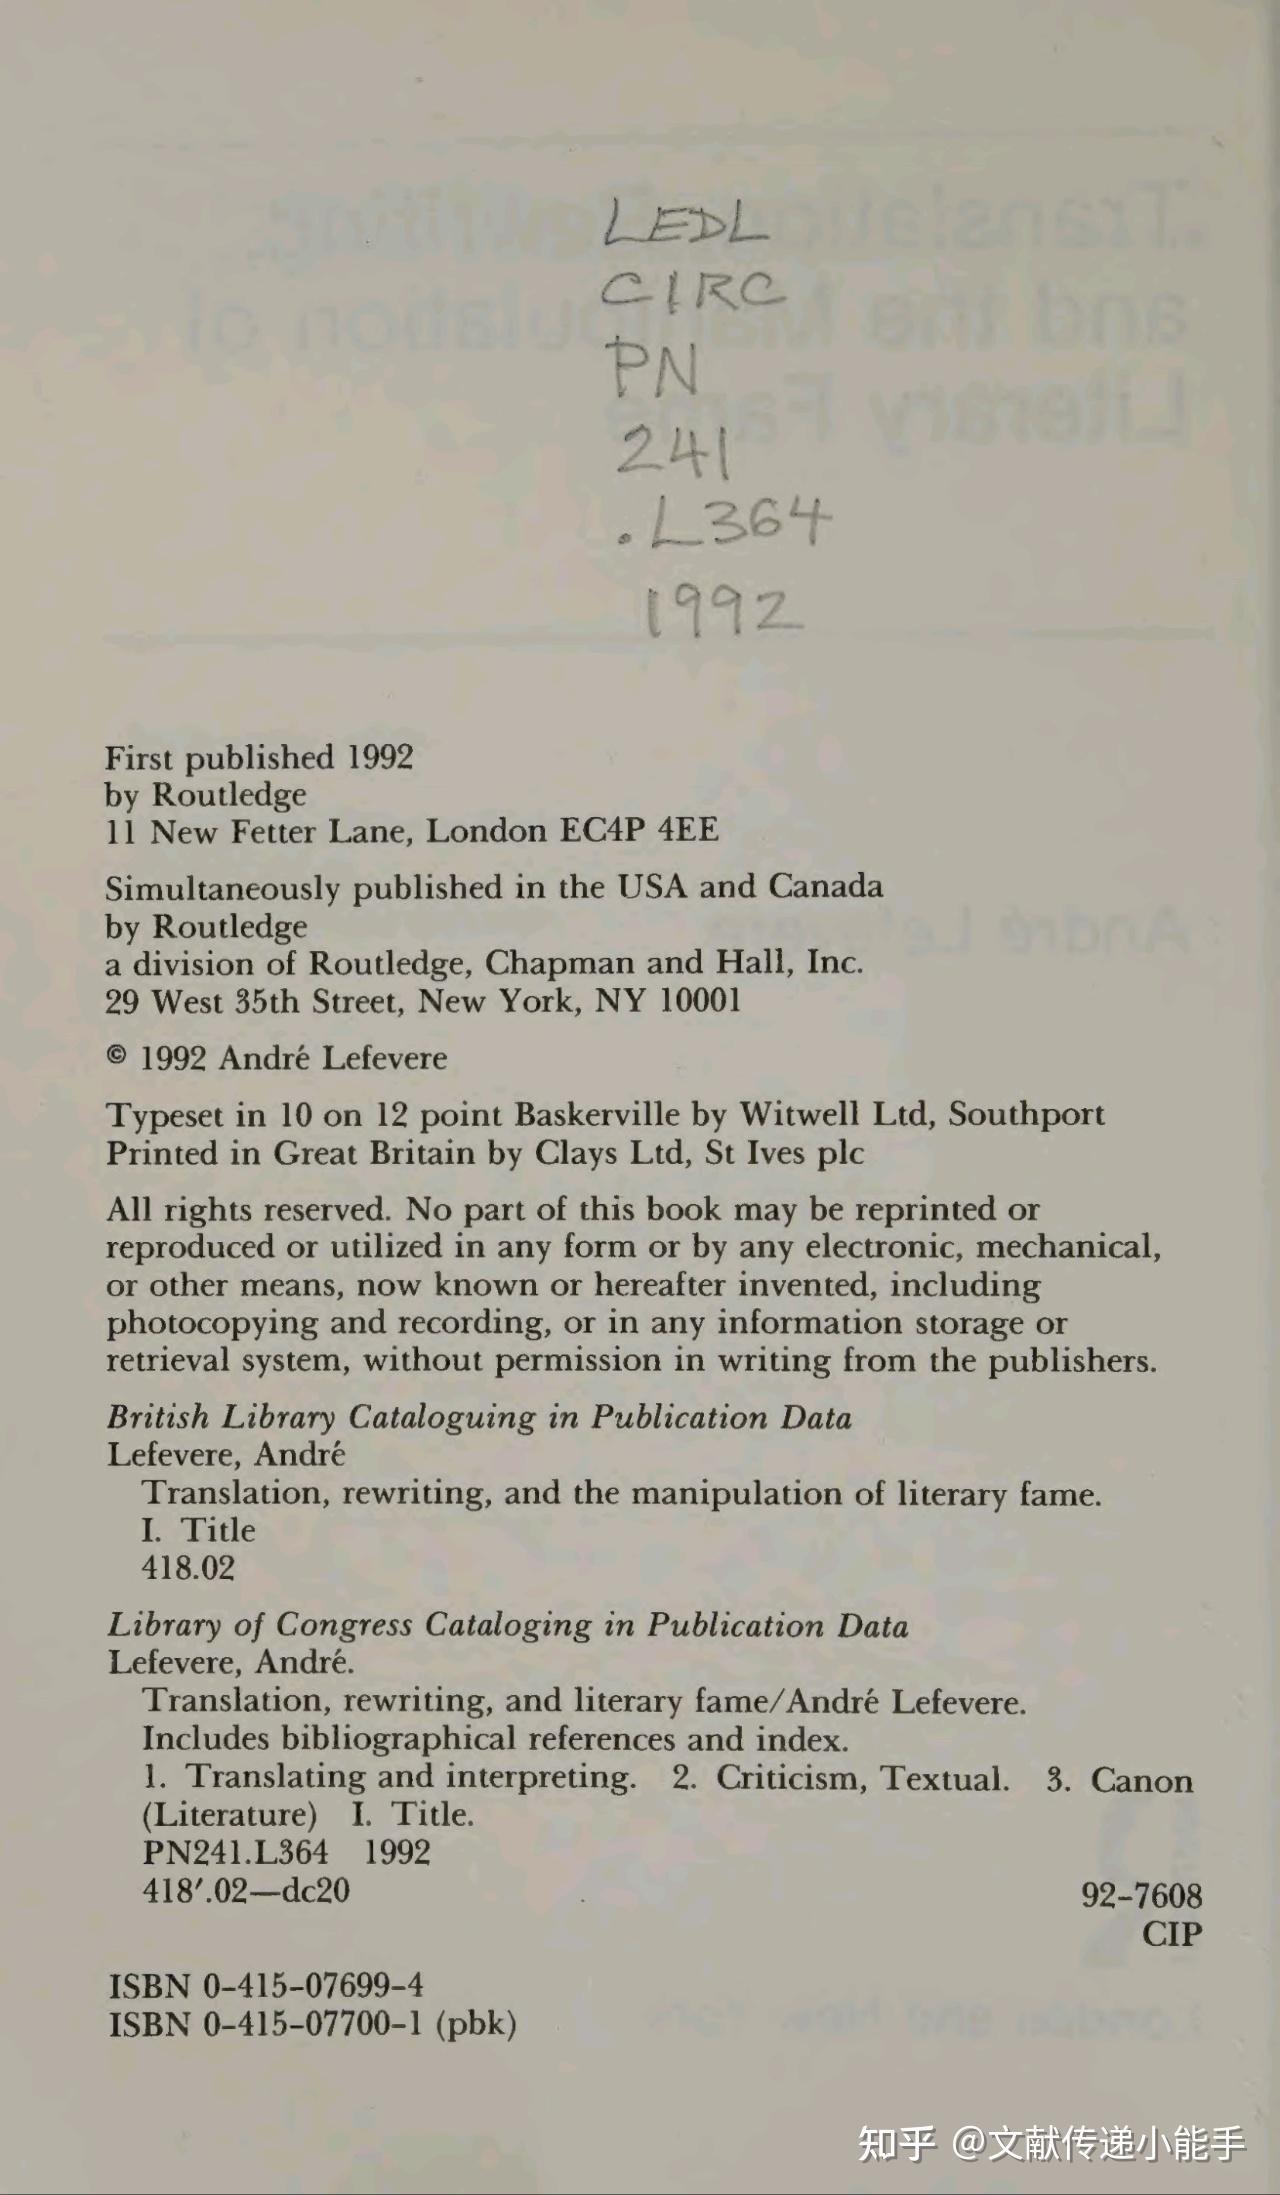 LEDL
CIRC
PN
241
.L364
1992
First published 1992
by Routledge
11 New Fetter Lane, London EC4P 4EE
Simultaneously published in the USA and Canada
by Routledge
a division of Routledge, Chapman and Hall, Inc.
29 West 35th Street, New York, NY 10001
© 1992 André Lefevere
Typeset in 10 on 12 point Baskerville by Witwell Ltd, Southport
Printed in Great Britain by Clays Ltd, St Ives plc
All rights reserved. No part of this book may be reprinted or
reproduced or utilized in any form or by any electronic, mechanical,
or other means, now known or hereafter invented, including
photocopying and recording, or in any information storage or
retrieval system, without permission in writing from the publishers.
British Library Cataloguing in Publication Data
Lefevere, André
Translation, rewriting, and the manipulation of literary fame.
I. Title
418.02
Library of Congress Cataloging in Publication Data
Lefevere, André.
Translation, rewriting, and literary fame/André Lefevere.
Includes bibliographical references and index.
1. Translating and interpreting. 2. Criticism, Textual. 3. Canon
(Literature) I. Title.
PN241.L364 1992
418′.02—dc20
92-7608
CIP
ISBN 0-415-07699-4
ISBN 0-415-07700-1 (pbk)
知乎 @文献传递小能手